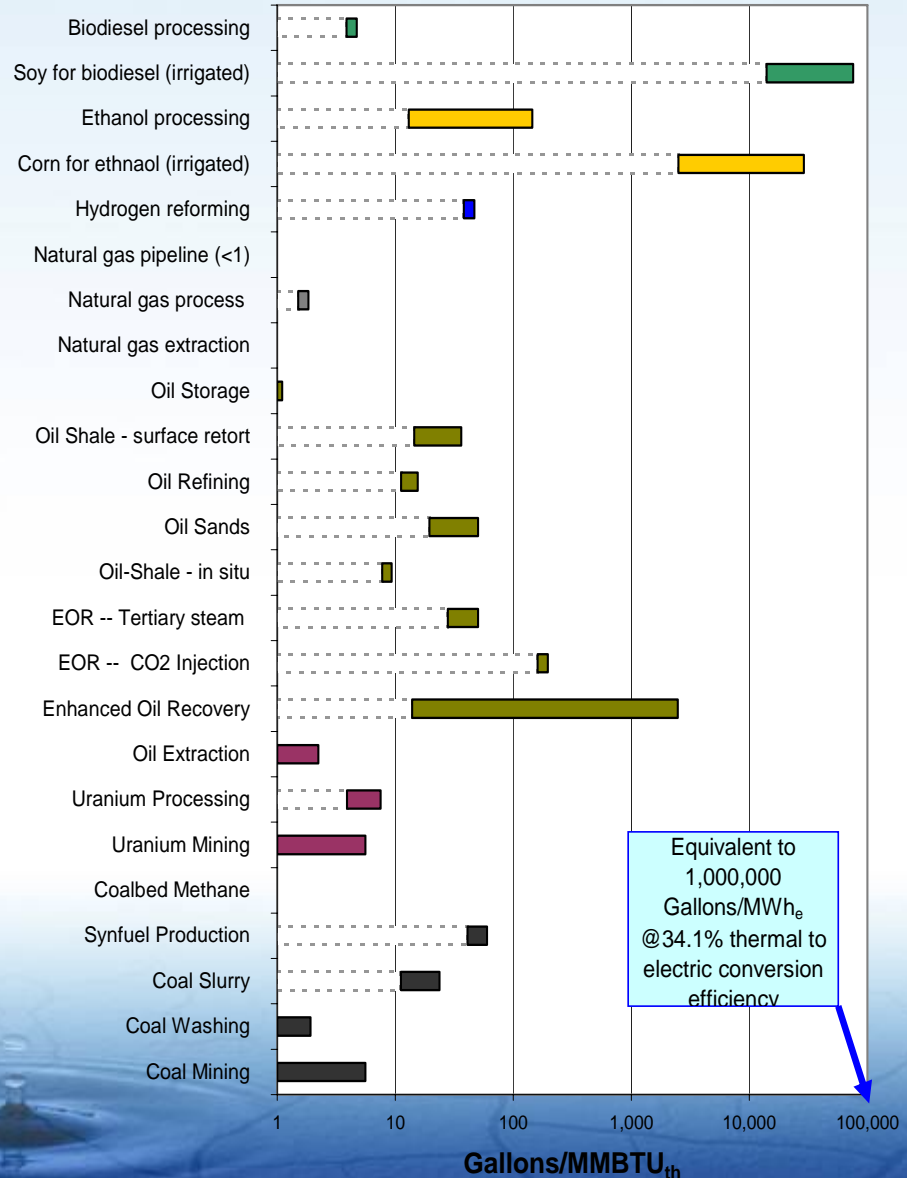 Biodiesel processing
Soy for biodiesel (irrigated)
Ethanol processing
Corn for ethnaol (irrigated)
Hydrogen reforming
Natural gas pipeline (<1)
Natural gas process
Natural gas extraction
Oil Storage
Oil Shale - surface retort
Oil Refining
Oil Sands
Oil-Shale - in situ
EOR -- Tertiary steam
EOR -- CO2 Injection
Enhanced Oil Recovery
Oil Extraction
Uranium Processing
Uranium Mining
Coalbed Methane
Synfuel Production
Coal Slurry
Coal Washing
Coal Mining
Equivalent to
1,000,000
Gallons/MWhₑ
@34.1% thermal to
electric conversion
efficiency
1 10 100 1,000 10,000 100,000
Gallons/MMBTUₜₕ